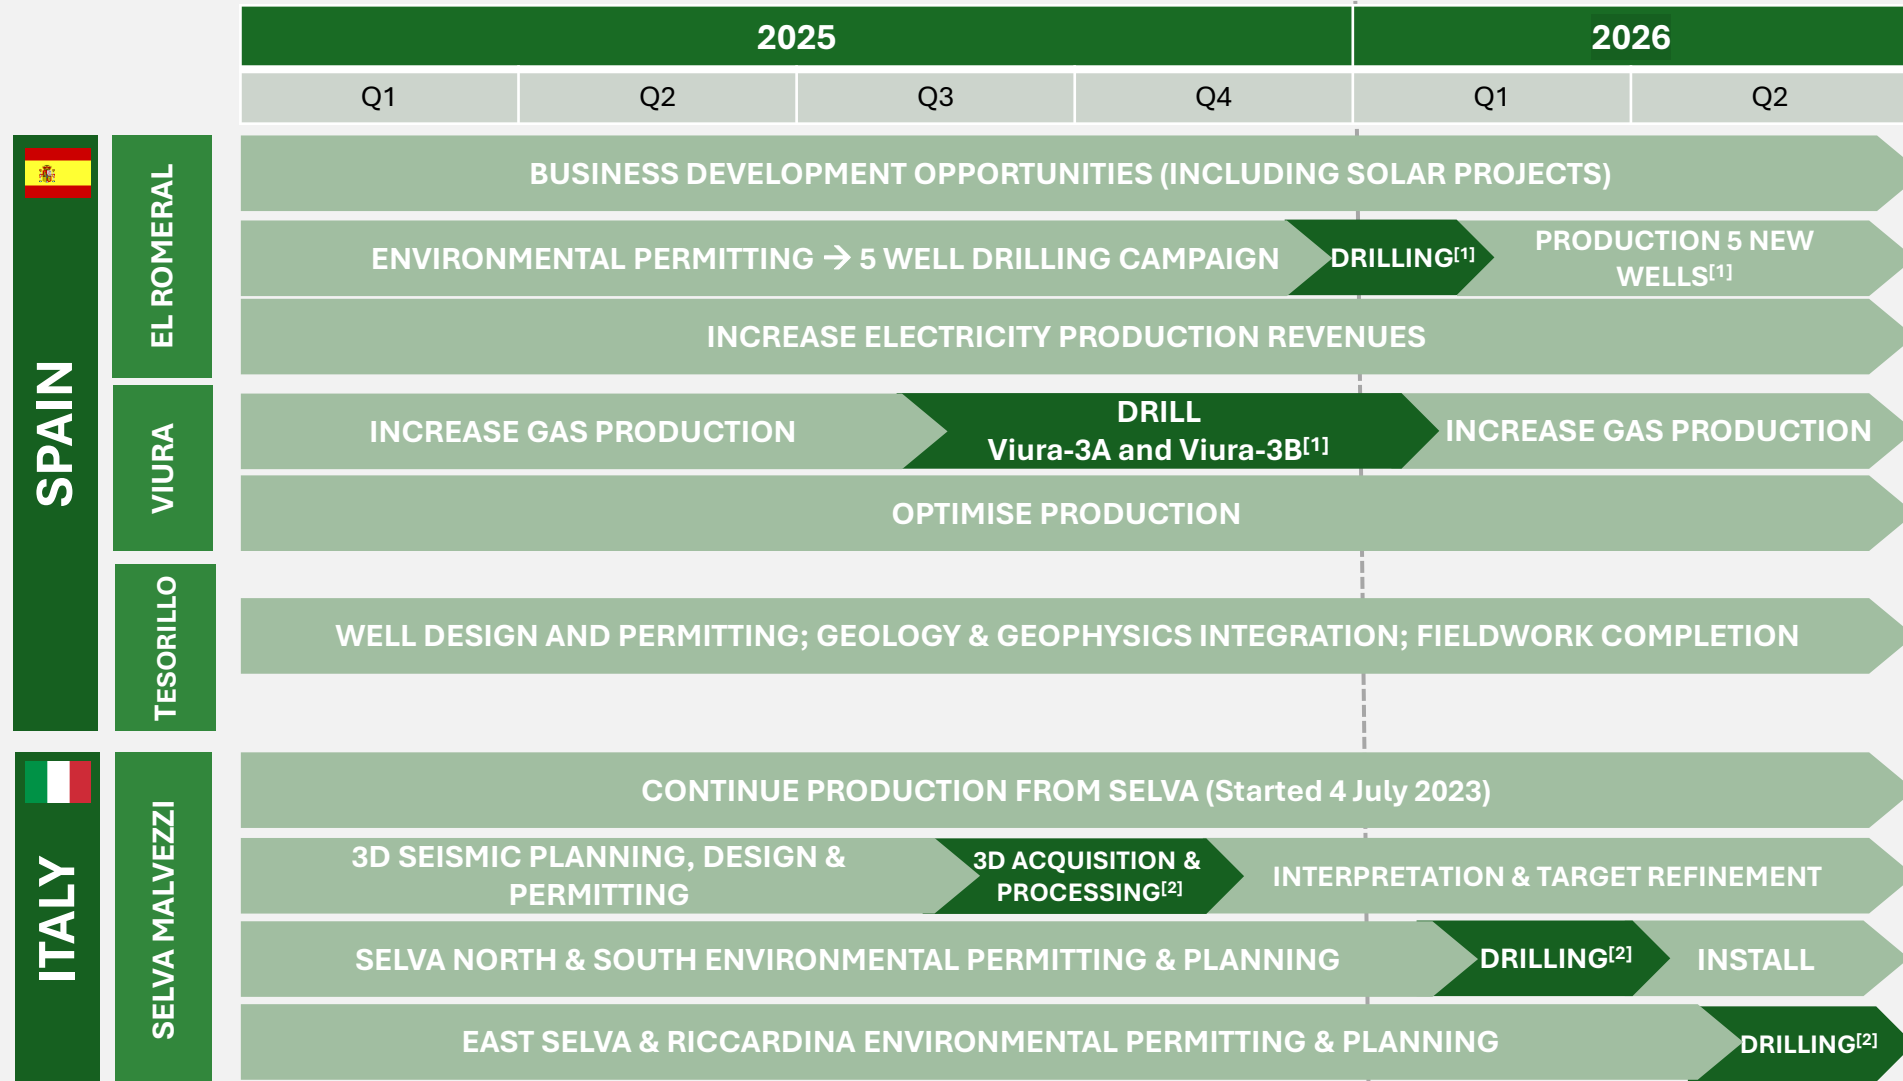 2025
2026
Q1
Q2
Q3
Q4
Q1
Q2
SPAIN
EL ROMERAL
BUSINESS DEVELOPMENT OPPORTUNITIES (INCLUDING SOLAR PROJECTS)
ENVIRONMENTAL PERMITTING → 5 WELL DRILLING CAMPAIGN
DRILLING[1]
PRODUCTION 5 NEW
WELLS[1]
INCREASE ELECTRICITY PRODUCTION REVENUES
VIURA
INCREASE GAS PRODUCTION
DRILL
Viura-3A and Viura-3B[1]
INCREASE GAS PRODUCTION
OPTIMISE PRODUCTION
TESORILLO
WELL DESIGN AND PERMITTING; GEOLOGY & GEOPHYSICS INTEGRATION; FIELDWORK COMPLETION
ITALY
SELVA MALVEZZI
CONTINUE PRODUCTION FROM SELVA (Started 4 July 2023)
3D SEISMIC PLANNING, DESIGN &
PERMITTING
3D ACQUISITION &
PROCESSING[2]
INTERPRETATION & TARGET REFINEMENT
SELVA NORTH & SOUTH ENVIRONMENTAL PERMITTING & PLANNING
DRILLING[2]
INSTALL
EAST SELVA & RICCARDINA ENVIRONMENTAL PERMITTING & PLANNING
DRILLING[2]